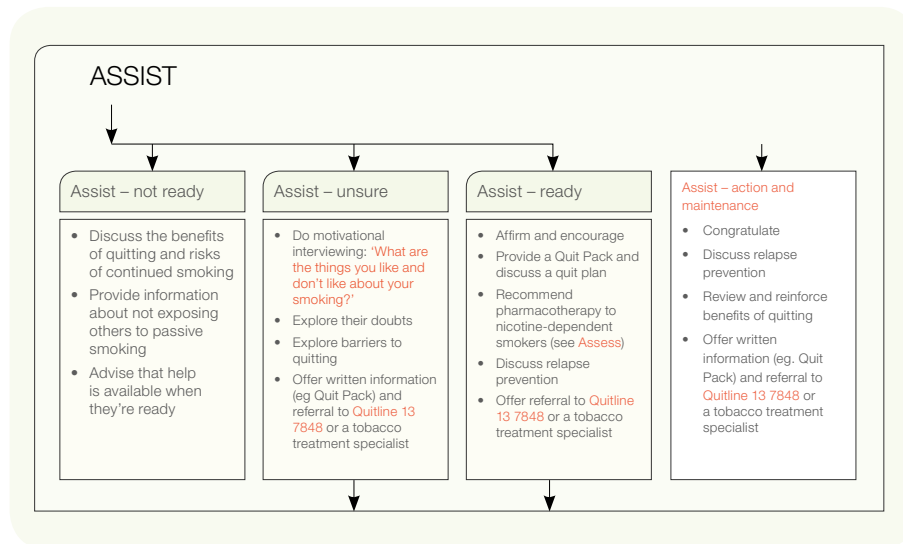 ASSIST
Assist – not ready
• Discuss the benefits
of quitting and risks
of continued smoking
• Provide information
about not exposing
others to passive
smoking
• Advise that help
is available when
they're ready
Assist – unsure
• Do motivational
interviewing: 'What are
the things you like and
don't like about your
smoking?'
• Explore their doubts
• Explore barriers to
quitting
• Offer written information
(eg Quit Pack) and
referral to Quitline 13
7848 or a tobacco
treatment specialist
Assist – ready
• Affirm and encourage
• Provide a Quit Pack and
discuss a quit plan
• Recommend
pharmacotherapy to
nicotine-dependent
smokers (see Assess)
• Discuss relapse
prevention
• Offer referral to Quitline
13 7848 or a tobacco
treatment specialist
Assist – action and
maintenance
• Congratulate
• Discuss relapse
prevention
• Review and reinforce
benefits of quitting
• Offer written
information (eg. Quit
Pack) and referral to
Quitline 13 7848 or
a tobacco treatment
specialist